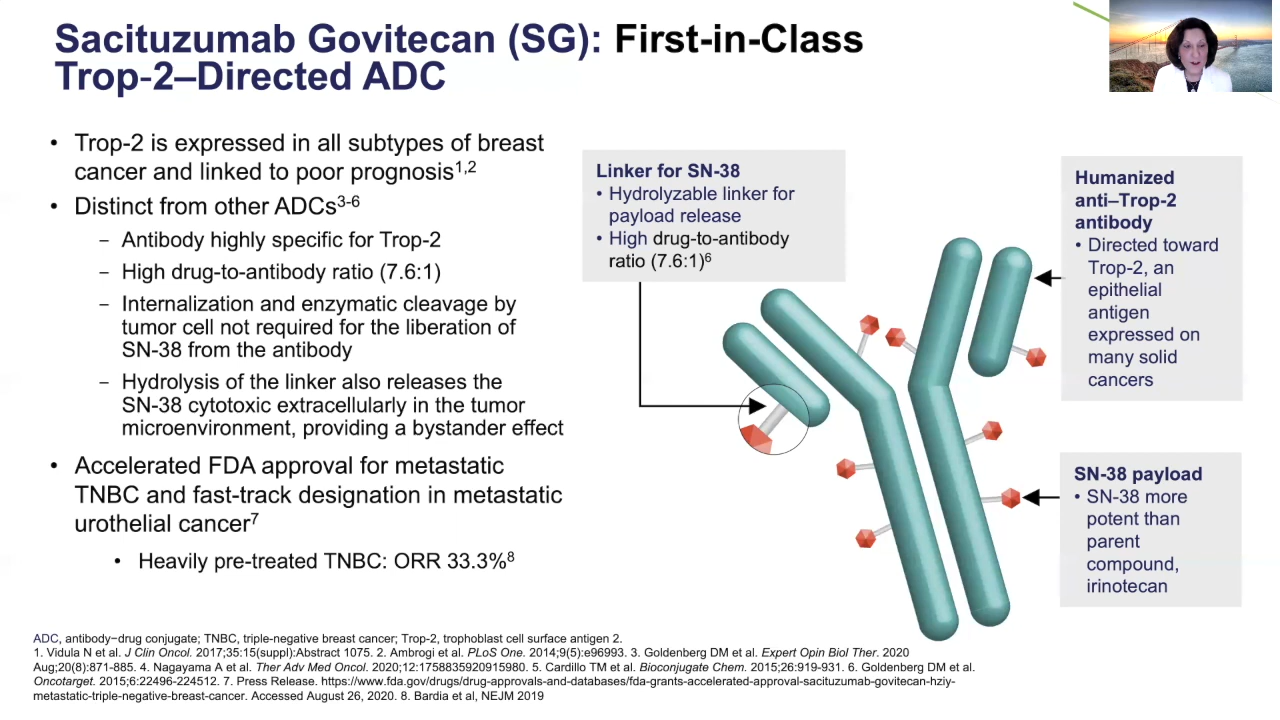 Sacituzumab Govitecan (SG): First-in-Class
Trop-2–Directed ADC
• Trop-2 is expressed in all subtypes of breast
cancer and linked to poor prognosis1,2
• Distinct from other ADCs3-6
– Antibody highly specific for Trop-2
– High drug-to-antibody ratio (7.6:1)
– Internalization and enzymatic cleavage by
tumor cell not required for the liberation of
SN-38 from the antibody
– Hydrolysis of the linker also releases the
SN-38 cytotoxic extracellularly in the tumor
microenvironment, providing a bystander effect
• Accelerated FDA approval for metastatic
TNBC and fast-track designation in metastatic
urothelial cancer7
• Heavily pre-treated TNBC: ORR 33.3%8
Linker for SN-38
• Hydrolyzable linker for
payload release
• High drug-to-antibody
ratio (7.6:1)6
Humanized
anti–Trop-2
antibody
• Directed toward
Trop-2, an
epithelial
antigen
expressed on
many solid
cancers
SN-38 payload
• SN-38 more
potent than
parent
compound,
irinotecan
ADC, antibody−drug conjugate; TNBC, triple-negative breast cancer; Trop-2, trophoblast cell surface antigen 2.
1. Vidula N et al. J Clin Oncol. 2017;35:15(suppl):Abstract 1075. 2. Ambrogi et al. PLoS One. 2014;9(5):e96993. 3. Goldenberg DM et al. Expert Opin Biol Ther. 2020
Aug;20(8):871-885. 4. Nagayama A et al. Ther Adv Med Oncol. 2020;12:1758835920915980. 5. Cardillo TM et al. Bioconjugate Chem. 2015;26:919-931. 6. Goldenberg DM et al.
Oncotarget. 2015;6:22496-224512. 7. Press Release. https://www.fda.gov/drugs/drug-approvals-and-databases/fda-grants-accelerated-approval-sacituzumab-govitecan-hziy-
metastatic-triple-negative-breast-cancer. Accessed August 26, 2020. 8. Bardia et al, NEJM 2019